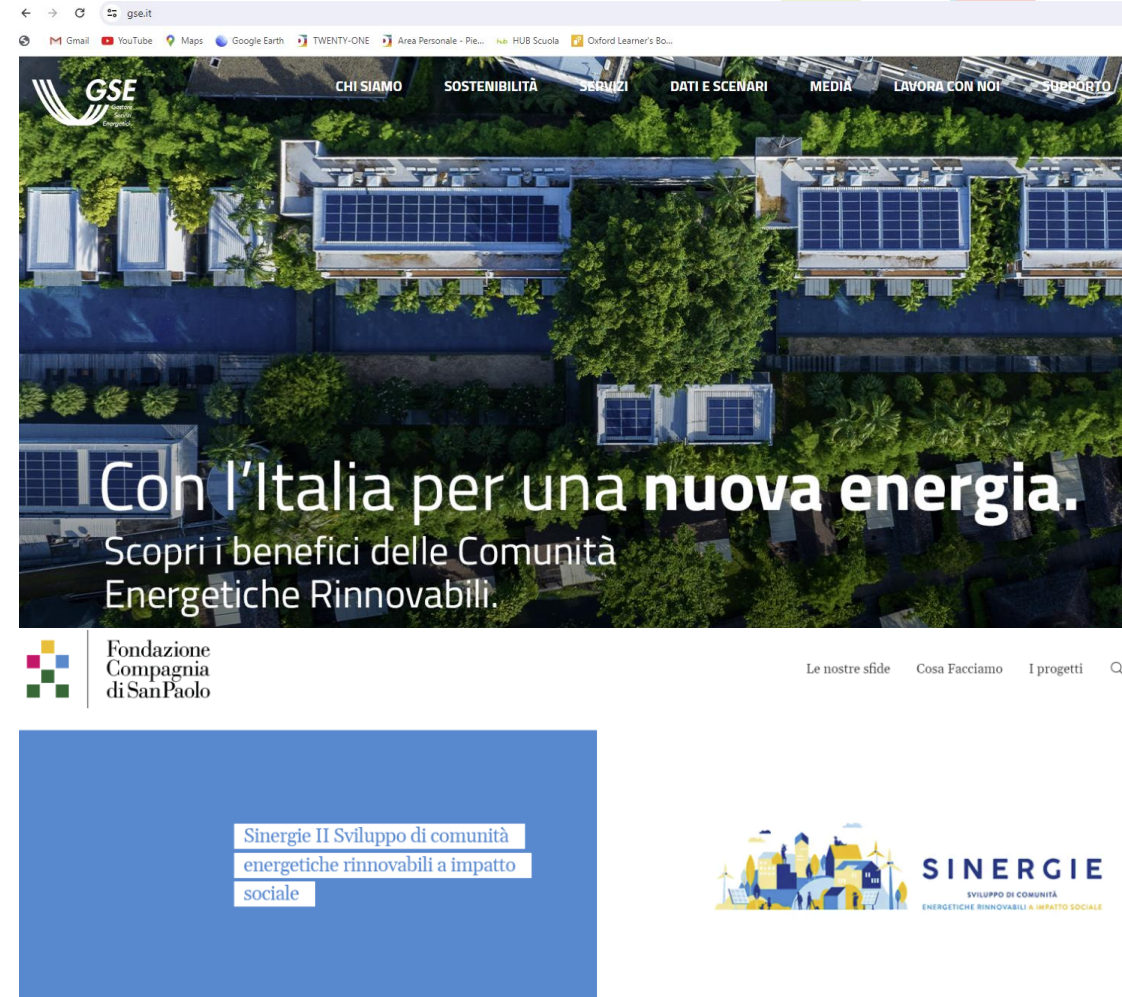 gse.it
Gmail YouTube Maps Google Earth TWENTY-ONE Area Personale - Pie... HUB Scuola Oxford Learner's Bo...
GSE
Gestore
Servizi
Energetici
CHI SIAMO SOSTENIBILITÀ SERVIZI DATI E SCENARI MEDIA LAVORA CON NOI SUPPORTO
Con l'Italia per una nuova energia.
Scopri i benefici delle Comunità
Energetiche Rinnovabili.
Fondazione
Compagnia
di San Paolo
Le nostre sfide Cosa Facciamo I progetti
Sinergie II Sviluppo di comunità
energetiche rinnovabili a impatto
sociale
SINERGIE
SVILUPPO DI COMUNITÀ
ENERGETICHE RINNOVABILI A IMPATTO SOCIALE